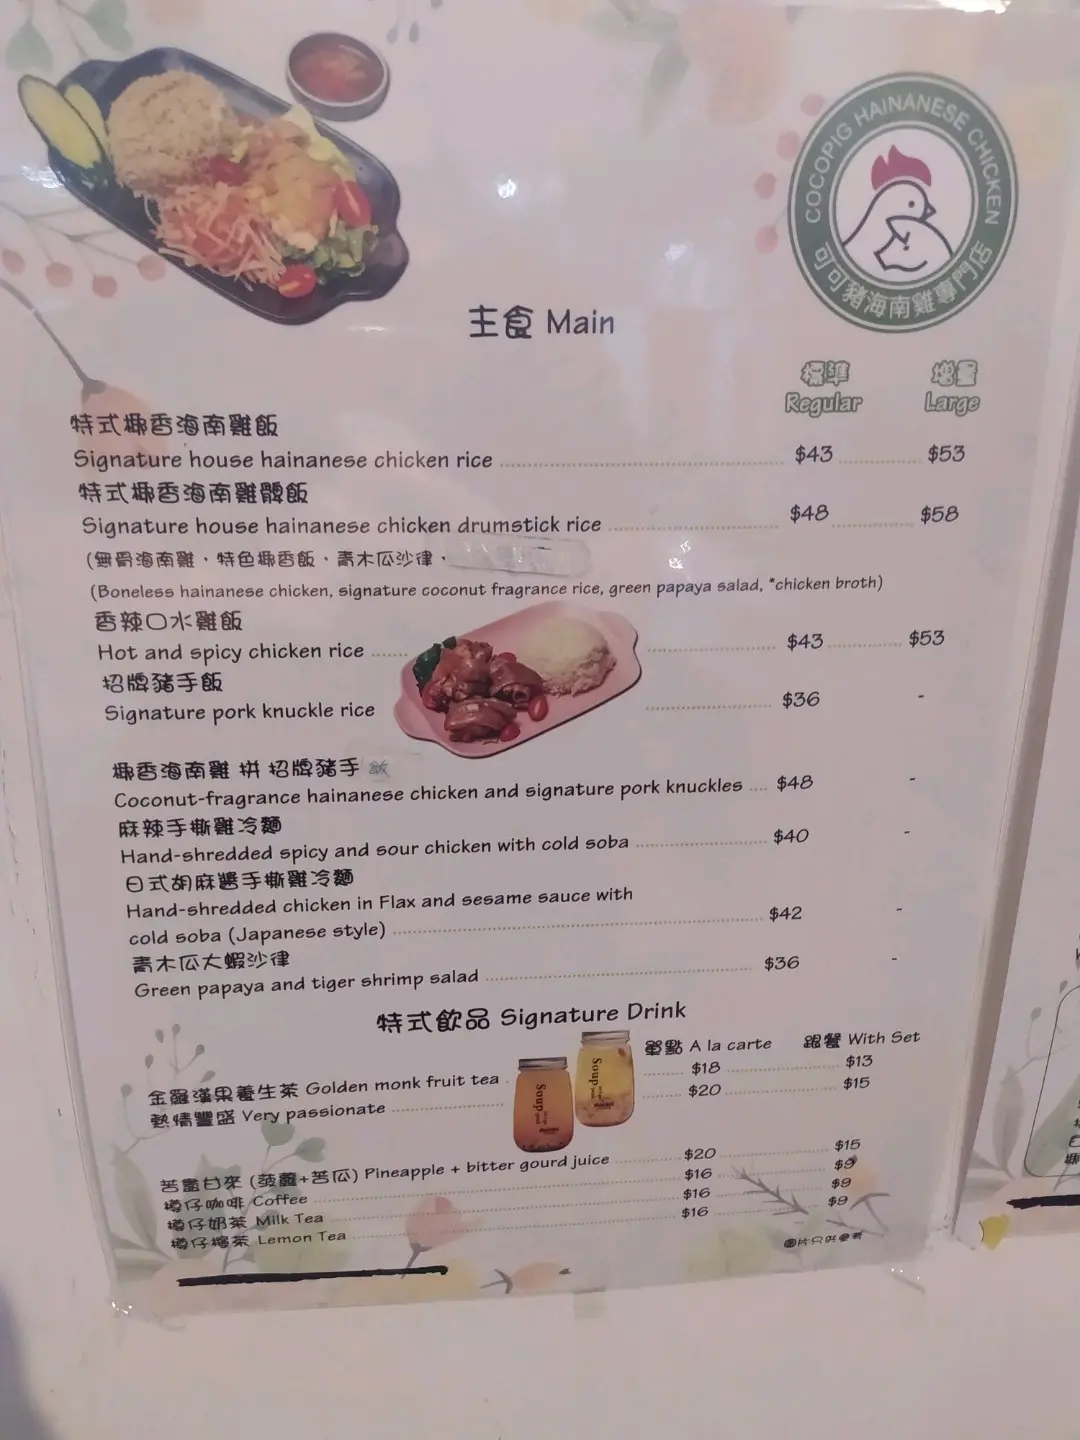 COCOPIG HAINANESE CHICKEN
可可豬海南雞專門店
主食 Main
標準 增量
Regular Large
特式椰香海南雞飯
Signature house hainanese chicken rice $43 $53
特式椰香海南雞髀飯
Signature house hainanese chicken drumstick rice $48 $58
(無骨海南雞，特色椰香飯，青木瓜沙律，
(Boneless hainanese chicken, signature coconut fragrance rice, green papaya salad, *chicken broth)
香辣口水雞飯
Hot and spicy chicken rice $43 $53
招牌豬手飯
Signature pork knuckle rice $36 -
椰香海南雞 拼 招牌豬手 飯
Coconut-fragrance hainanese chicken and signature pork knuckles $48 -
麻辣手撕雞冷麵
Hand-shredded spicy and sour chicken with cold soba $40 -
日式胡麻醬手撕雞冷麵
Hand-shredded chicken in Flax and sesame sauce with
cold soba (Japanese style) $42 -
青木瓜大蝦沙律
Green papaya and tiger shrimp salad $36 -
特式飲品 Signature Drink
單點 A la carte 跟餐 With Set
金羅漢果養生茶 Golden monk fruit tea $18 $13
熱情豐盛 Very passionate $20 $15
Soup
Soup
苦盡甘來 (菠蘿+苦瓜) Pineapple + bitter gourd juice $20 $15
樽仔咖啡 Coffee $16 $9
樽仔奶茶 Milk Tea $16 $9
樽仔檸茶 Lemon Tea $16 $9
圖片只供參考